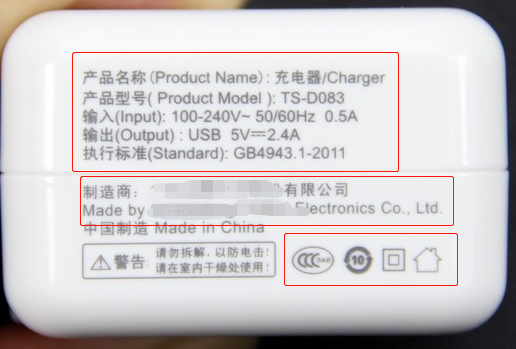 产品名称(Product Name): 充电器/Charger
产品型号( Product Model ): TS-D083
输入(Input): 100-240V~ 50/60Hz 0.5A
输出(Output) : USB 5V⎓2.4A
执行标准(Standard): GB4943.1-2011
制造商: 有限公司
Made by Electronics Co., Ltd.
中国制造 Made in China
警告: 请勿拆解，以防电击!
请在室内干燥处使用!
10